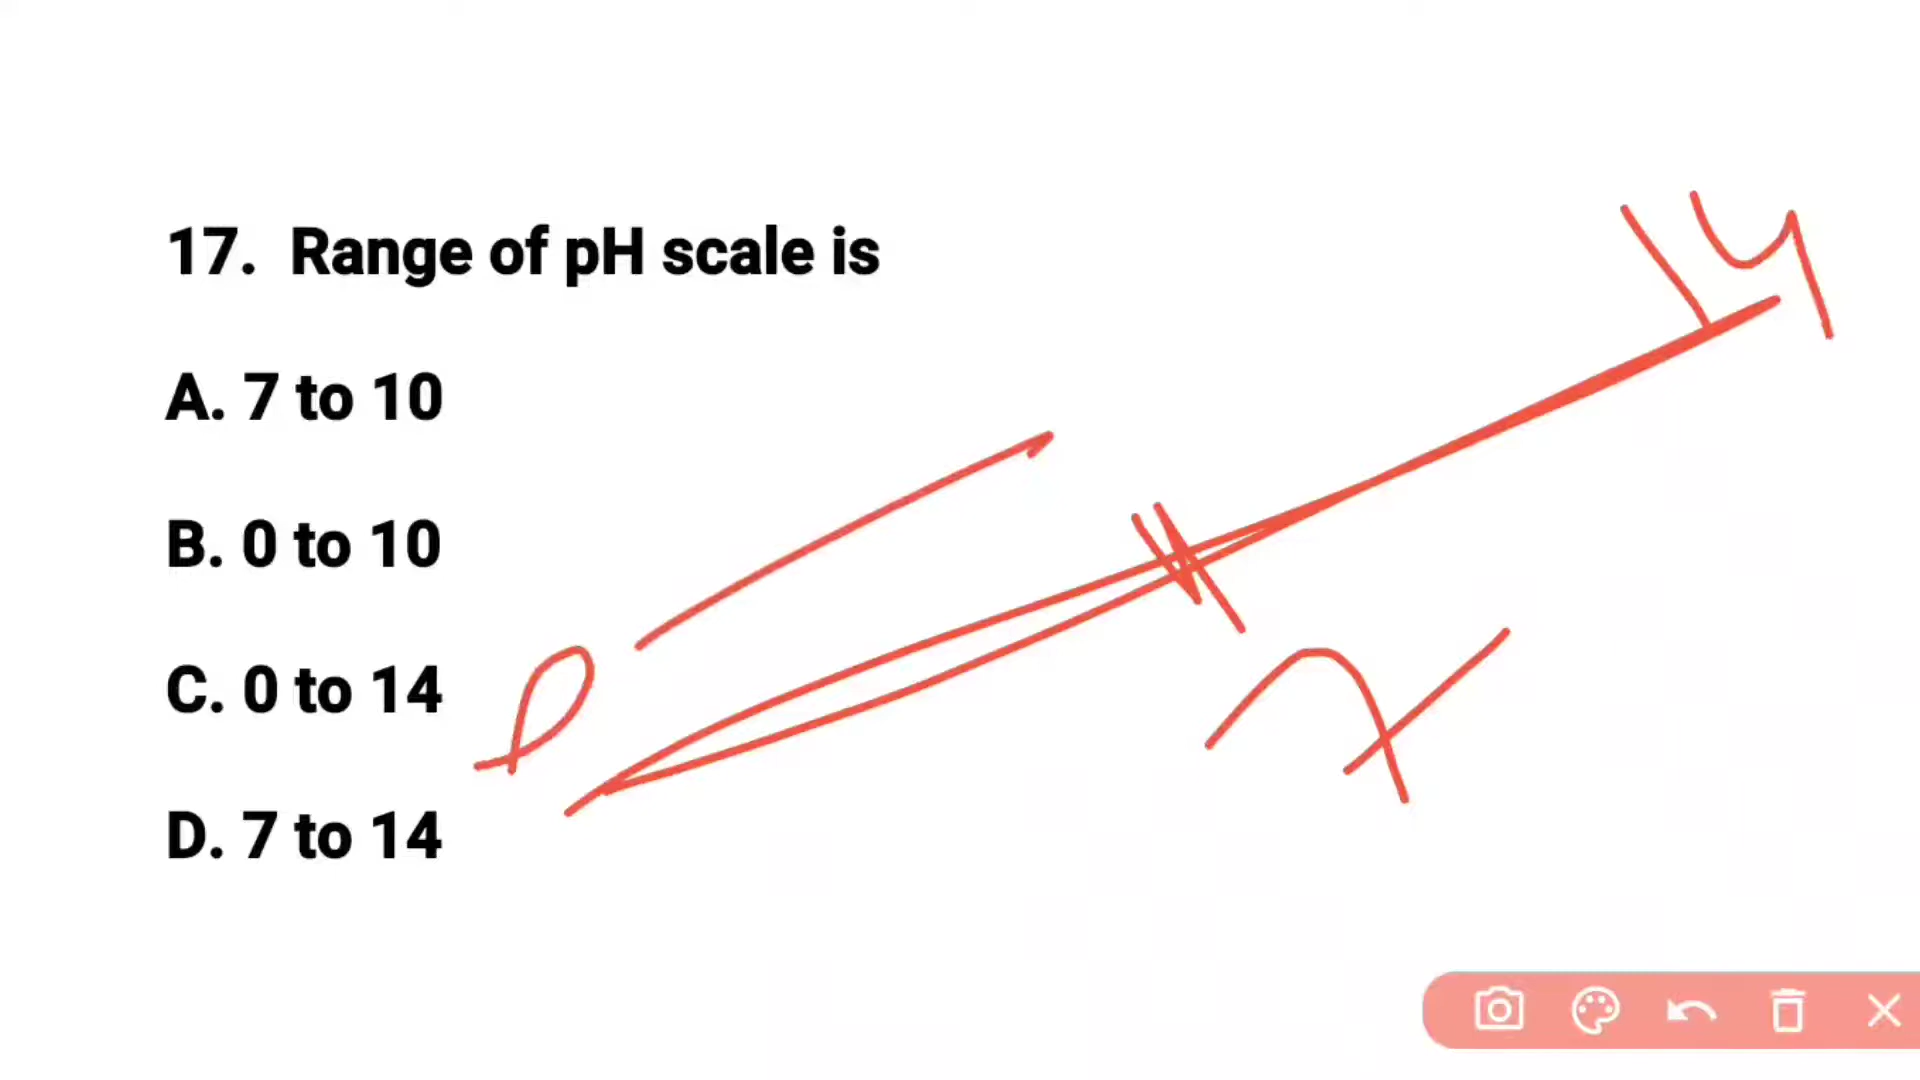 17. Range of pH scale is
A. 7 to 10
B. 0 to 10
C. 0 to 14
D. 7 to 14
0
7
14